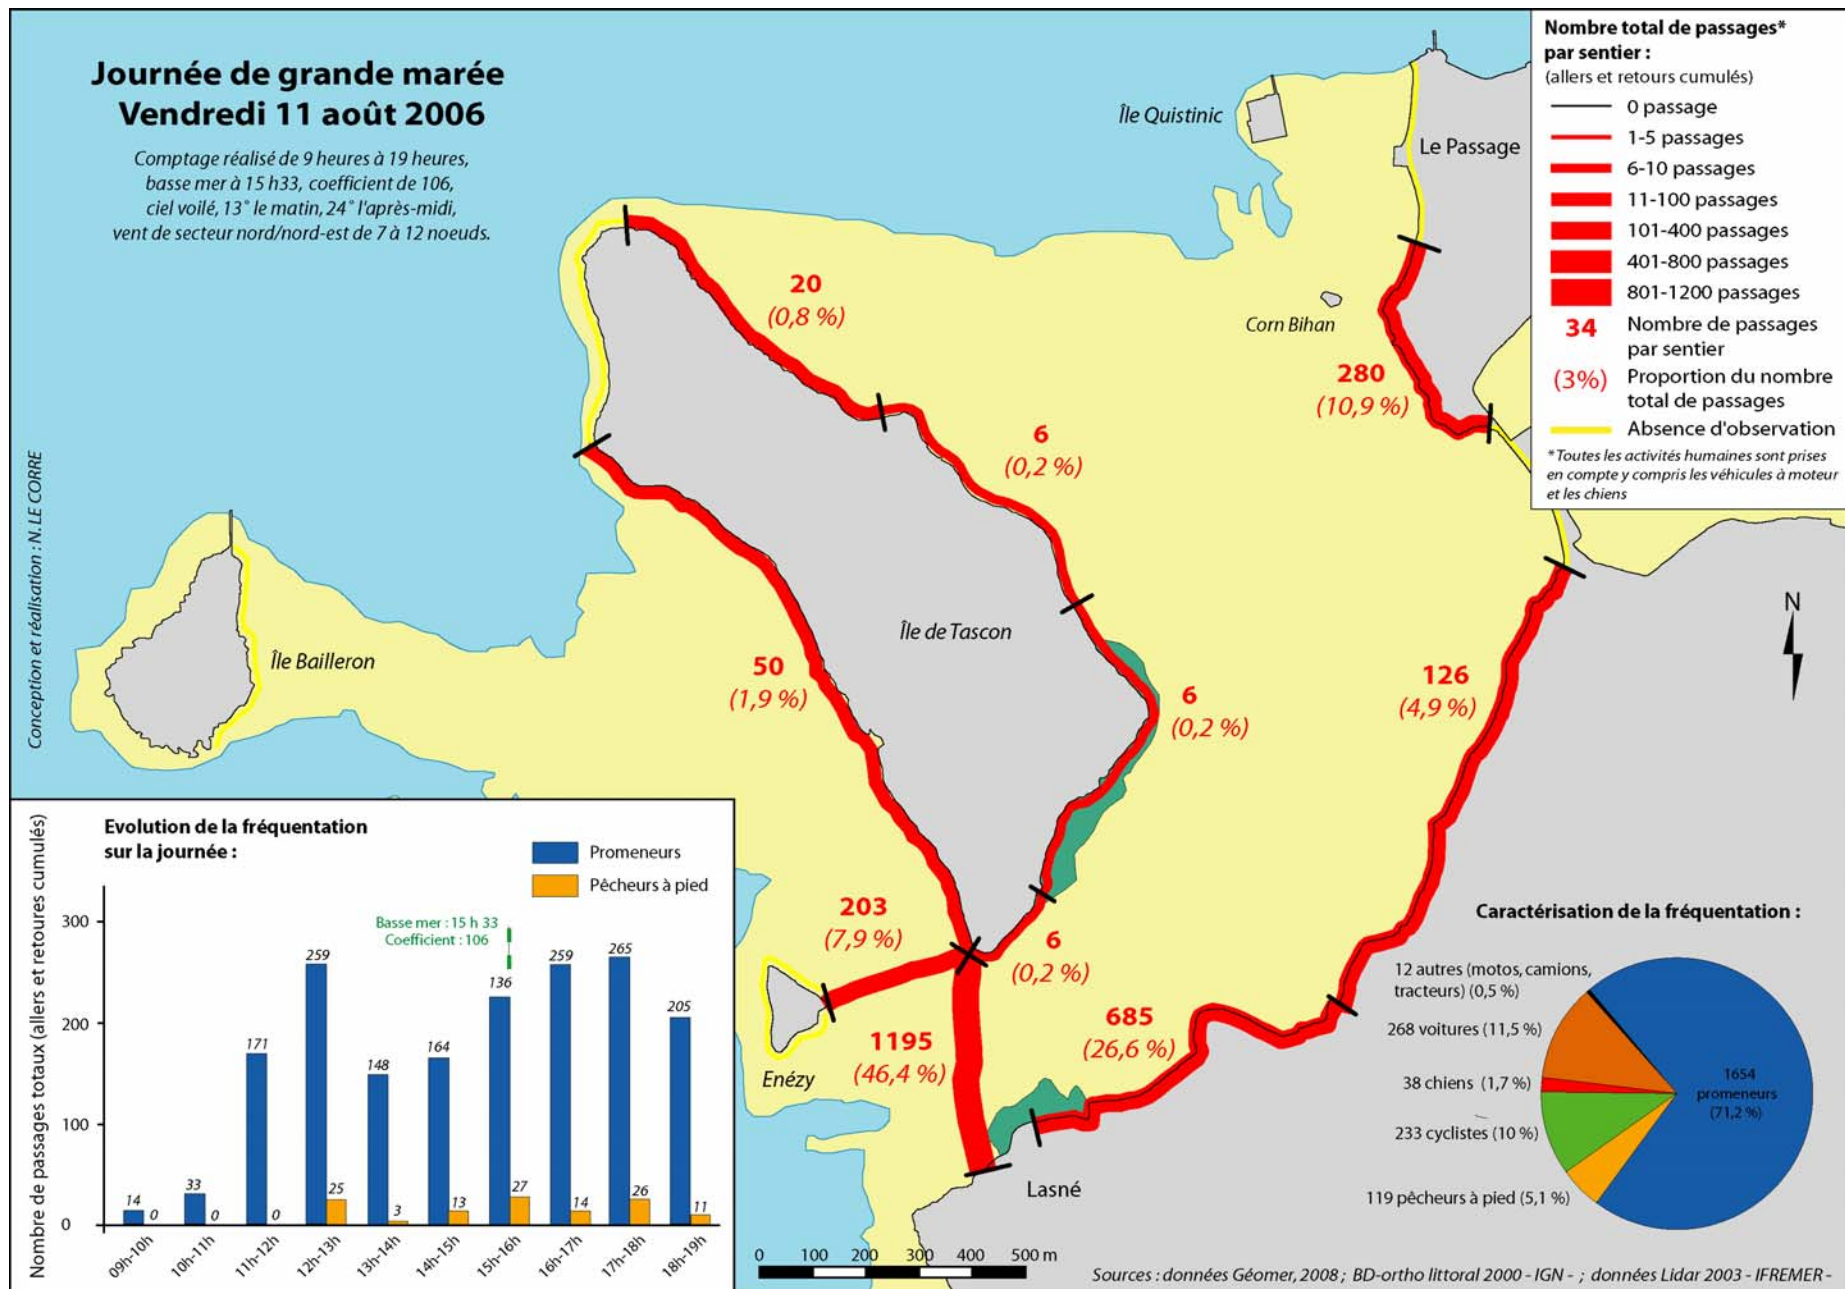 Journée de grande marée
Vendredi 11 août 2006
Comptage réalisé de 9 heures à 19 heures,
basse mer à 15 h33, coefficient de 106,
ciel voilé, 13° le matin, 24° l'après-midi,
vent de secteur nord/nord-est de 7 à 12 noeuds.
Conception et réalisation : N. LE CORRE
Île Quistinic
Le Passage
Corn Bihan
Île de Tascon
Île Bailleron
Enézy
Lasné
20
(0,8 %)
6
(0,2 %)
280
(10,9 %)
50
(1,9 %)
6
(0,2 %)
126
(4,9 %)
203
(7,9 %)
6
(0,2 %)
1195
(46,4 %)
685
(26,6 %)
Nombre total de passages*
par sentier :
(allers et retours cumulés)
0 passage
1-5 passages
6-10 passages
11-100 passages
101-400 passages
401-800 passages
801-1200 passages
34 Nombre de passages
par sentier
(3%) Proportion du nombre
total de passages
Absence d'observation
*Toutes les activités humaines sont prises
en compte y compris les véhicules à moteur
et les chiens
N
Evolution de la fréquentation
sur la journée :
Promeneurs
Pêcheurs à pied
Nombre de passages totaux (allers et retoures cumulés)
Basse mer : 15 h 33
Coefficient : 106
300
200
100
0
14
0
33
0
171
0
259
25
148
3
164
13
136
27
259
14
265
26
205
11
09h-10h
10h-11h
11h-12h
12h-13h
13h-14h
14h-15h
15h-16h
16h-17h
17h-18h
18h-19h
Caractérisation de la fréquentation :
12 autres (motos, camions,
tracteurs) (0,5 %)
268 voitures (11,5 %)
38 chiens (1,7 %)
233 cyclistes (10 %)
119 pêcheurs à pied (5,1 %)
1654
promeneurs
(71,2 %)
0 100 200 300 400 500 m
Sources : données Géomer, 2008 ; BD-ortho littoral 2000 - IGN - ; données Lidar 2003 - IFREMER -